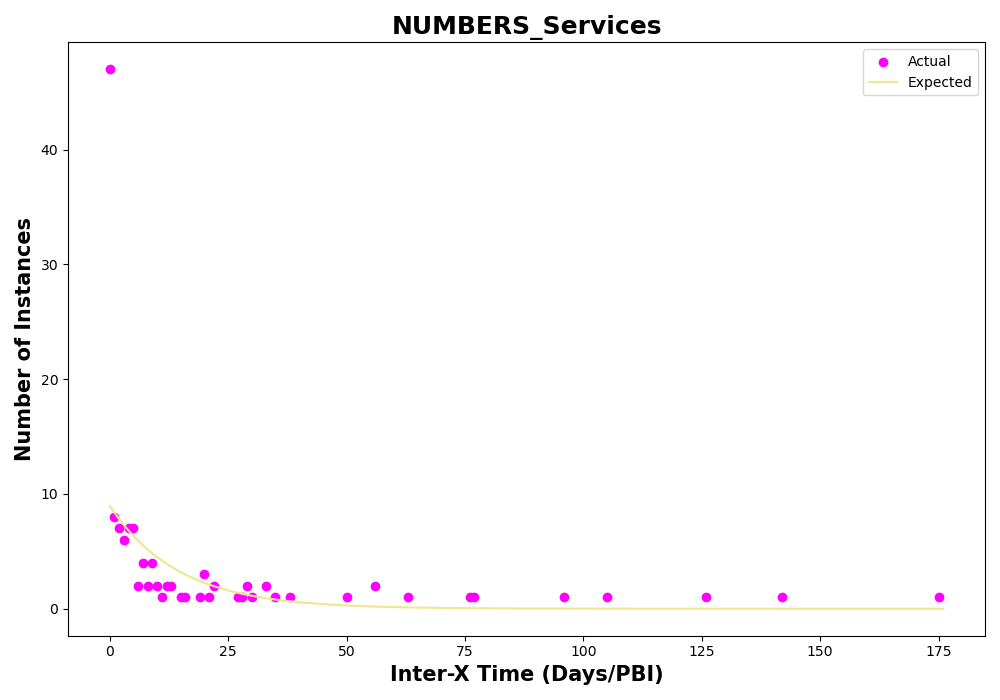 NUMBERS_Services
Actual
Expected
40
30
20
10
0
Number of Instances
0 25 50 75 100 125 150 175
Inter-X Time (Days/PBI)